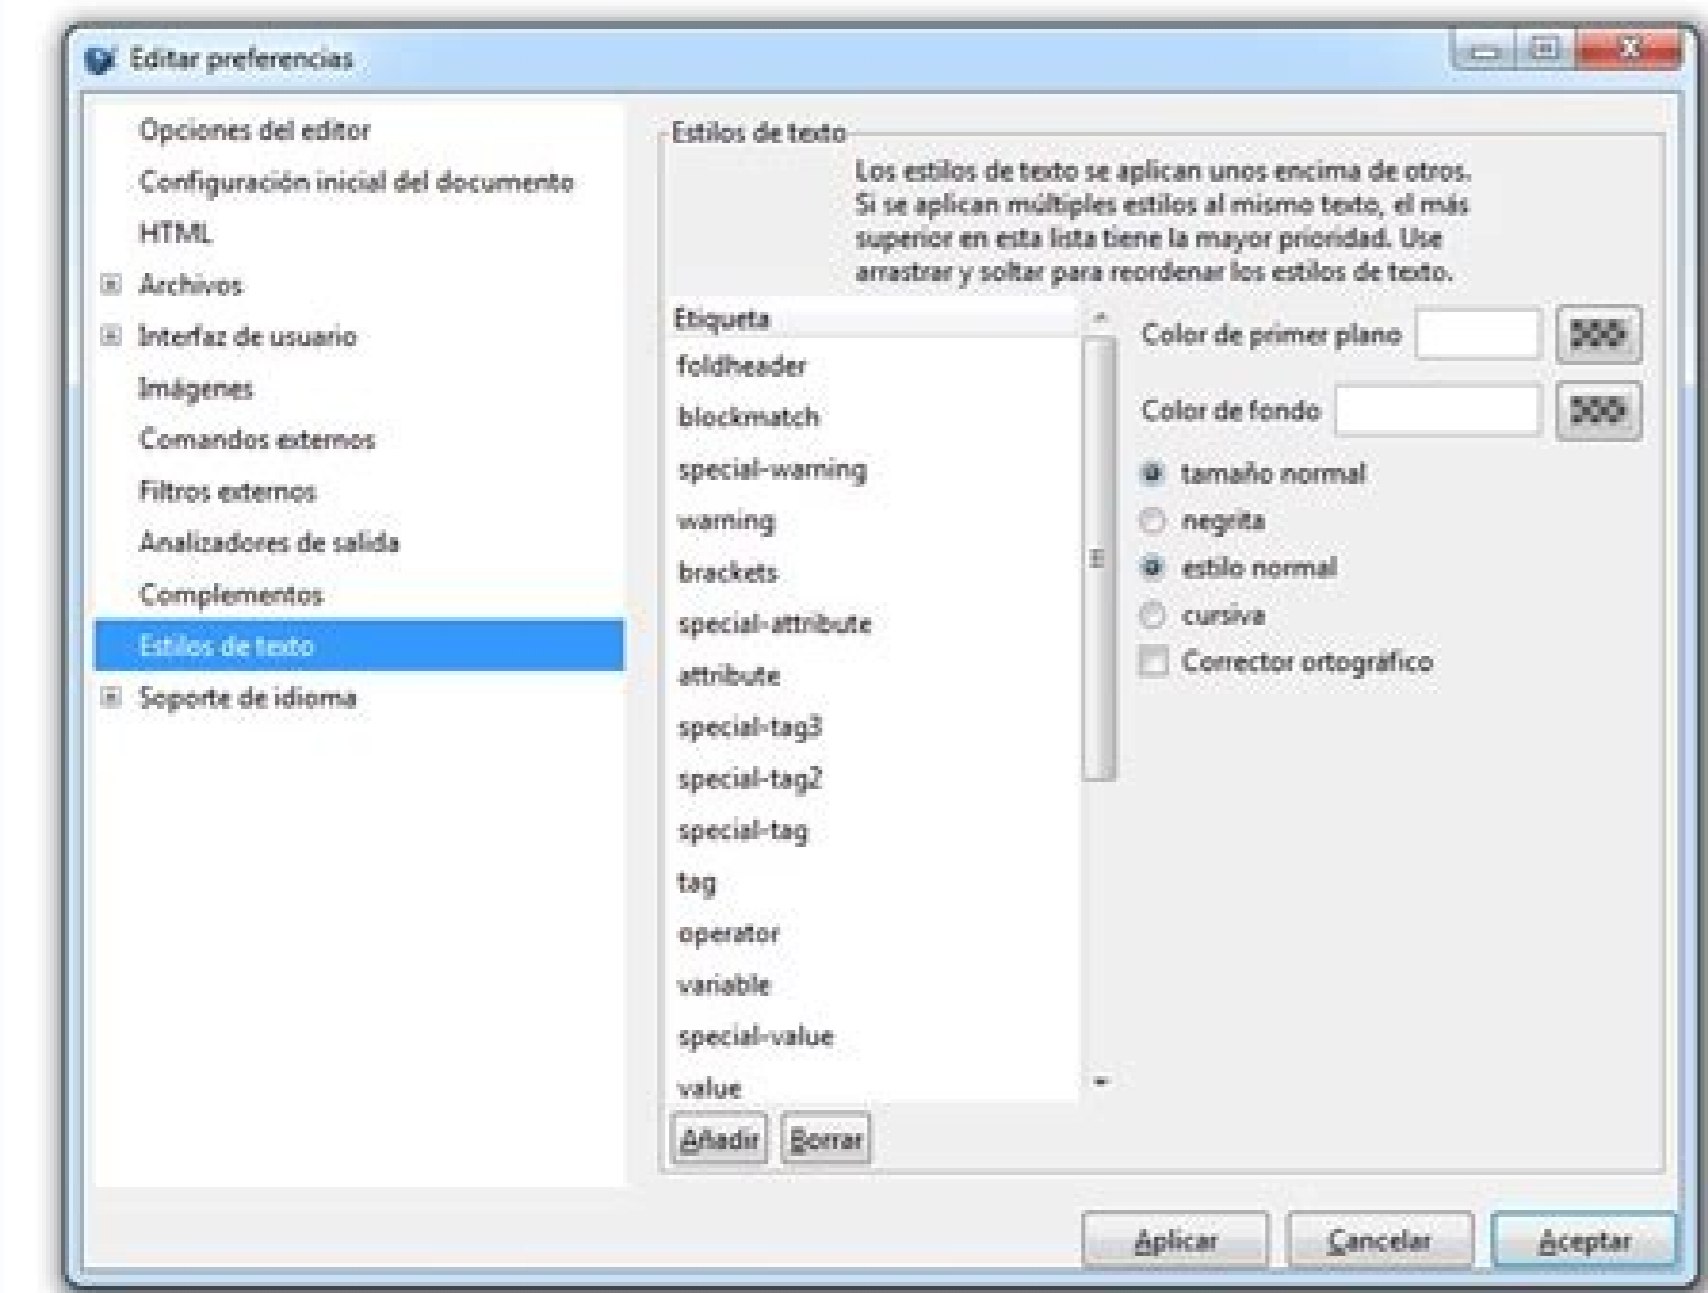 Editar preferencias
Opciones del editor
Configuración inicial del documento
HTML
Archivos
Interfaz de usuario
Imágenes
Comandos externos
Filtros externos
Analizadores de salida
Complementos
Estilos de texto
Soporte de idioma
Estilos de texto
Los estilos de texto se aplican unos encima de otros.
Si se aplican múltiples estilos al mismo texto, el más
superior en esta lista tiene la mayor prioridad. Use
arrastrar y soltar para reordenar los estilos de texto.
Etiqueta
foldheader
blockmatch
special-warning
warning
brackets
special-attribute
attribute
special-tag3
special-tag2
special-tag
tag
operator
variable
special-value
value
Añadir Borrar
Color de primer plano
Color de fondo
tamaño normal
negrita
estilo normal
cursiva
Corrector ortográfico
Aplicar Cancelar Aceptar